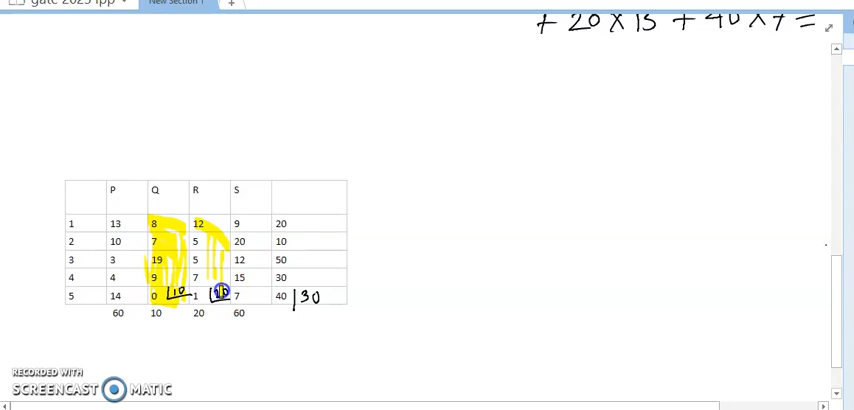 gate 2023 ipp
New Section 1
+ 20 x 15 + 40 x 7 =
P Q R S
1 13 8 12 9 20
2 10 7 5 20 10
3 3 19 5 12 50
4 4 9 7 15 30
5 14 0 10 1 20 7 40 30
60 10 20 60
RECORDED WITH
SCREENCAST MATIC